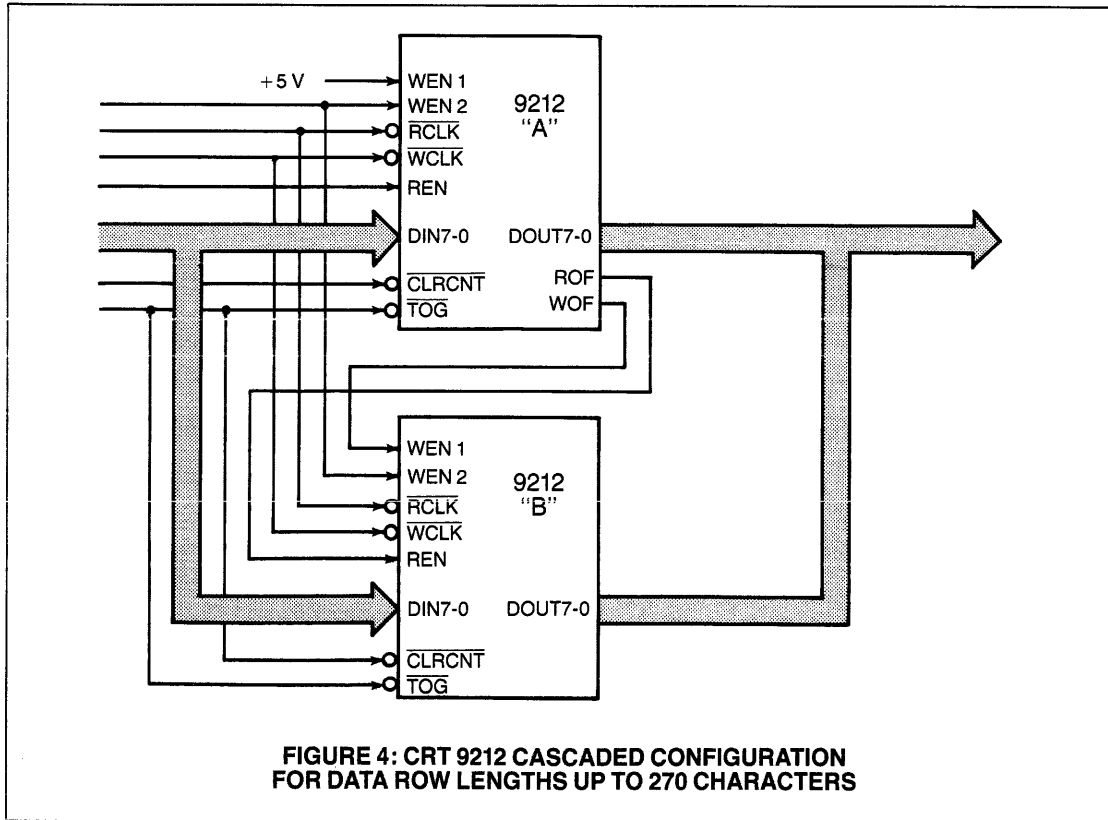 +5 V
WEN 1
WEN 2
RCLK
WCLK
REN
DIN7-0
CLRCNT
TOG
9212
"A"
DOUT7-0
ROF
WOF
WEN 1
WEN 2
RCLK
WCLK
REN
DIN7-0
CLRCNT
TOG
9212
"B"
DOUT7-0
FIGURE 4: CRT 9212 CASCADED CONFIGURATION
FOR DATA ROW LENGTHS UP TO 270 CHARACTERS